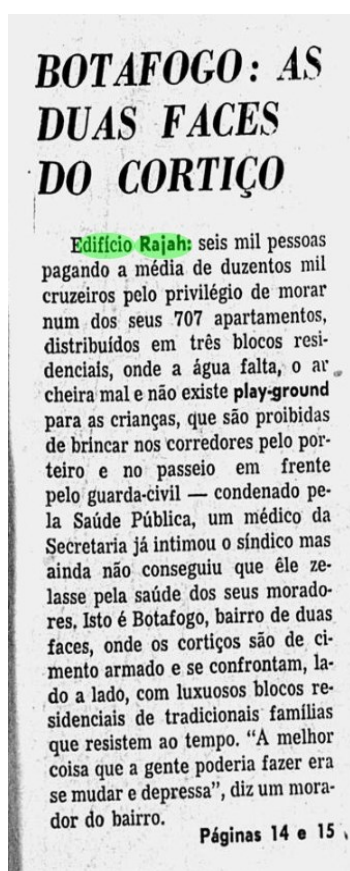 BOTAFOGO: AS
DUAS FACES
DO CORTIÇO
Edifício Rajah: seis mil pessoas
pagando a média de duzentos mil
cruzeiros pelo privilégio de morar
num dos seus 707 apartamentos,
distribuídos em três blocos resi-
denciais, onde a água falta, o ar
cheira mal e não existe play-ground
para as crianças, que são proibidas
de brincar nos corredores pelo por-
teiro e no passeio em frente
pelo guarda-civil — condenado pe-
la Saúde Pública, um médico da
Secretaria já intimou o síndico mas
ainda não conseguiu que êle ze-
lasse pela saúde dos seus morado-
res. Isto é Botafogo, bairro de duas
faces, onde os cortiços são de ci-
mento armado e se confrontam, la-
do a lado, com luxuosos blocos re-
sidenciais de tradicionais famílias
que resistem ao tempo. “A melhor
coisa que a gente poderia fazer era
se mudar e depressa”, diz um mora-
dor do bairro.
Páginas 14 e 15